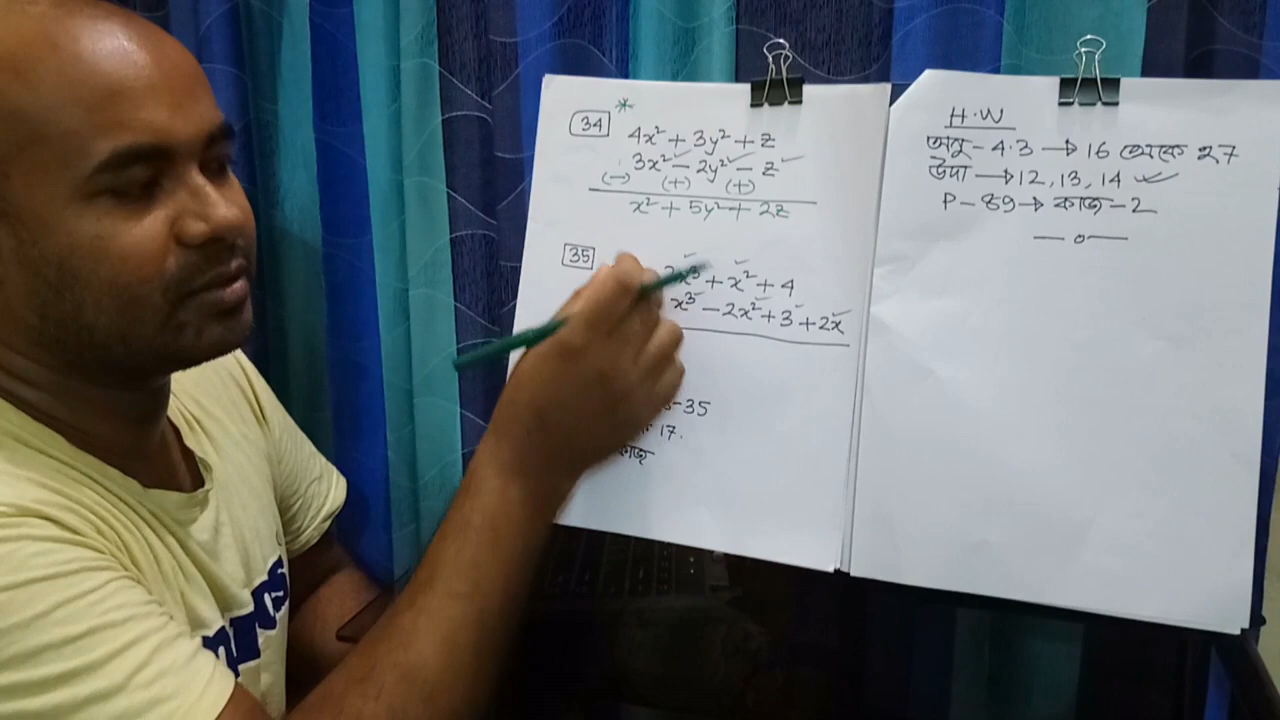 34 *
4x² + 3y² + z
3x² - 2y² - z
(-) (+) (+)
x² + 5y² + 2z
35
x³ + x² + 4
x³ - 2x² + 3 + 2x
-35
17.
কাজ
H.W
অনু - 4.3 → 16 থেকে 27
উদা → 12, 13, 14
P - 89 → কাজ - 2